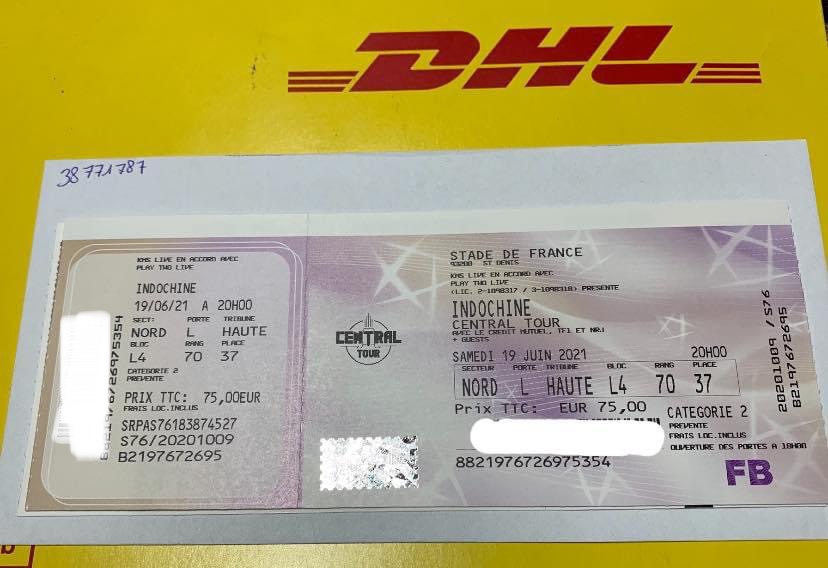 DHL
38771787
KMS LIVE EN ACCORD AVEC
PLAY TWO LIVE
INDOCHINE
19/06/21 A 20H00
SECT: PORTE TRIBUNE
NORD L HAUTE
BLOC RANG PLACE
L4 70 37
CATEGORIE 2
PREVENTE
PRIX TTC: 75,00EUR
FRAIS LOC.INCLUS
SRPAS76183874527
S76/20201009
B2197672695
CENTRAL
TOUR
STADE DE FRANCE
93200 ST DENIS
KMS LIVE EN ACCORD AVEC
PLAY TWO LIVE
(LIC. 2-1098317 / 3-1098318) PRESENTE
INDOCHINE
CENTRAL TOUR
AVEC LE CREDIT MUTUEL, TF1 ET NRJ
+ GUESTS
SAMEDI 19 JUIN 2021 20H00
SECTEUR PORTE TRIBUNE BLOC RANG PLACE
NORD L HAUTE L4 70 37
Prix TTC: EUR 75,00 CATEGORIE 2
PREVENTE
FRAIS LOC.INCLUS
OUVERTURE DES PORTES A 16H00
8821976726975354
FB
20201009 / 576
B2197672695